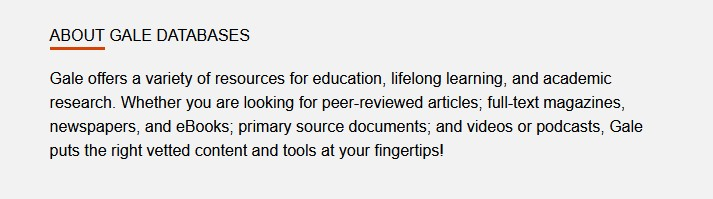 ABOUT GALE DATABASES
Gale offers a variety of resources for education, lifelong learning, and academic
research. Whether you are looking for peer-reviewed articles; full-text magazines,
newspapers, and eBooks; primary source documents; and videos or podcasts, Gale
puts the right vetted content and tools at your fingertips!